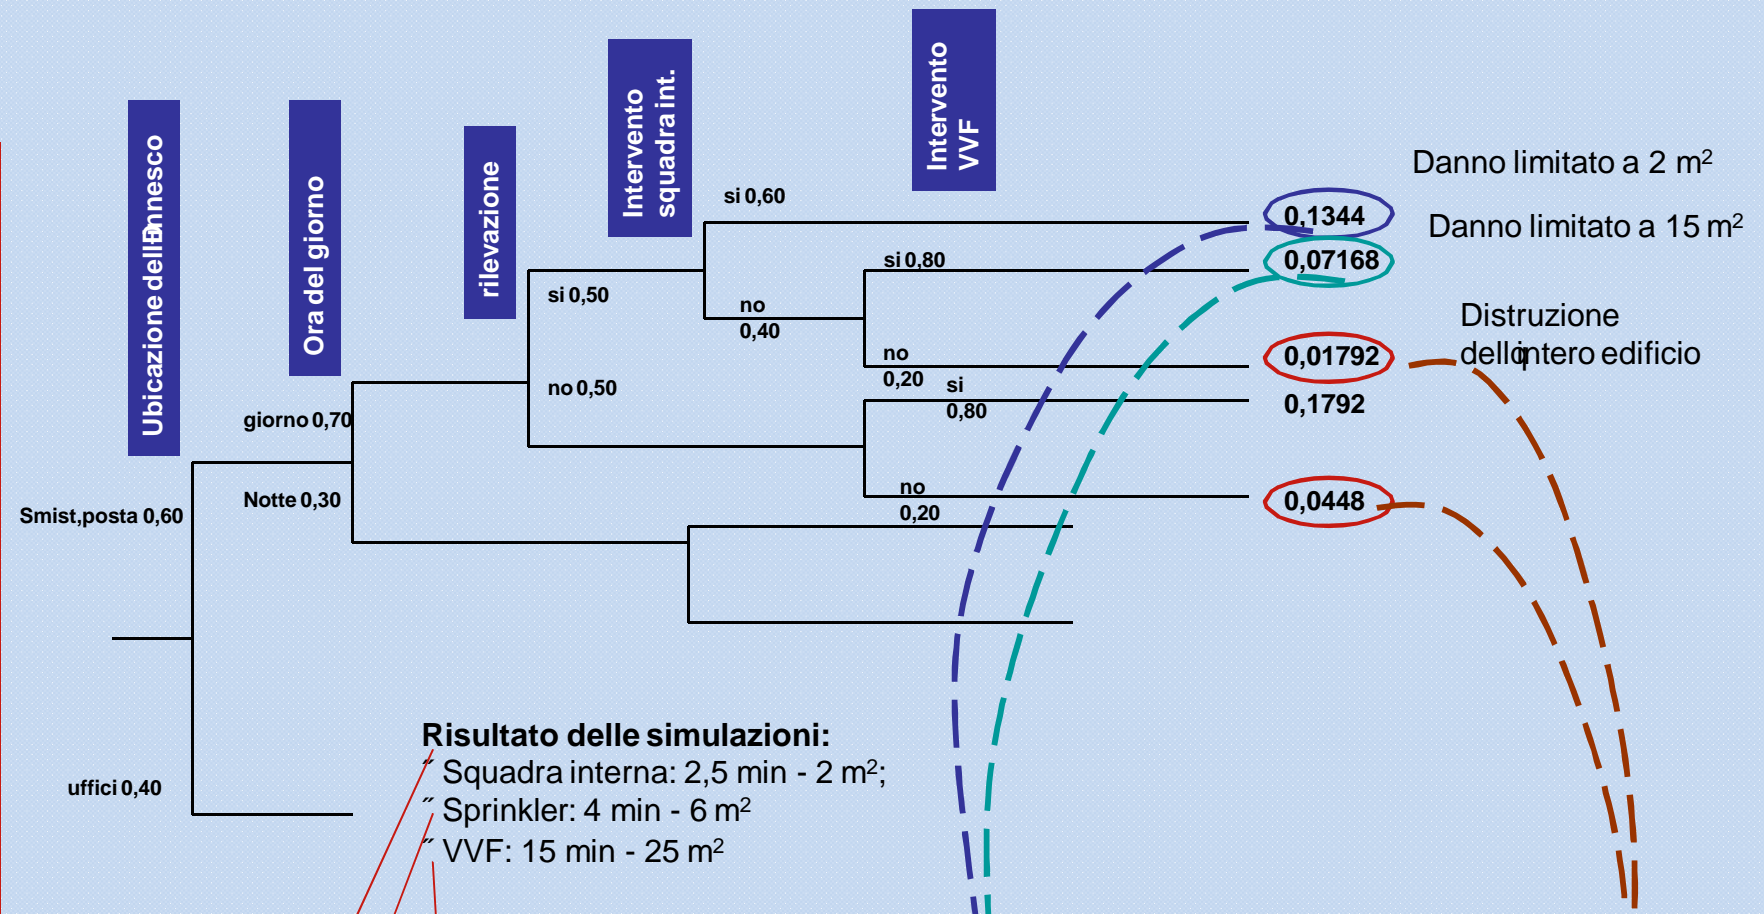 Ubicazione dell'innesco
Ora del giorno
rilevazione
Intervento
squadra int.
Intervento
VVF
Danno limitato a 2 m²
si 0,60
0,1344
Danno limitato a 15 m²
si 0,80
0,07168
si 0,50
no
0,40
Distruzione
dell intero edificio
no
0,20
0,01792
no 0,50
si
0,80
0,1792
giorno 0,70
Notte 0,30
no
0,20
0,0448
Smist,posta 0,60
uffici 0,40
Risultato delle simulazioni:
˝ Squadra interna: 2,5 min - 2 m²;
˝ Sprinkler: 4 min - 6 m²
˝ VVF: 15 min - 25 m²